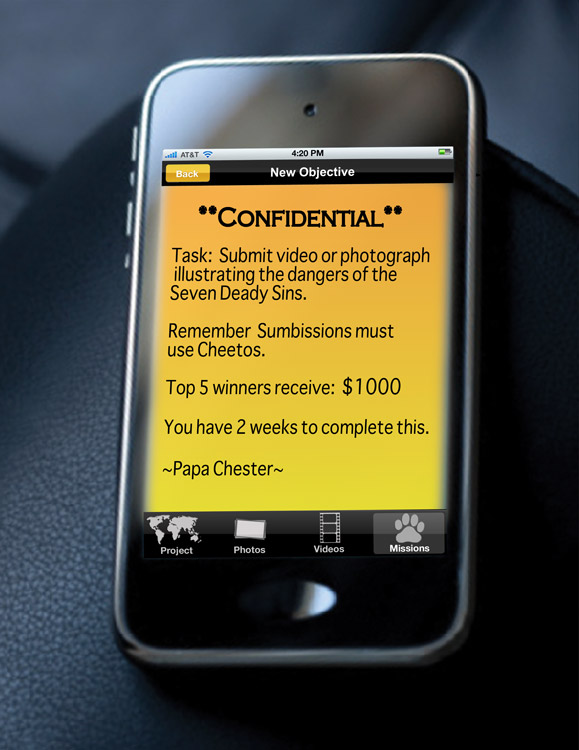 AT&T 4:20 PM
Back New Objective
**CONFIDENTIAL**
Task: Submit video or photograph
illustrating the dangers of the
Seven Deady Sins.
Remember Sumbissions must
use Cheetos.
Top 5 winners receive: $1000
You have 2 weeks to complete this.
~Papa Chester~
Project Photos Videos Missions